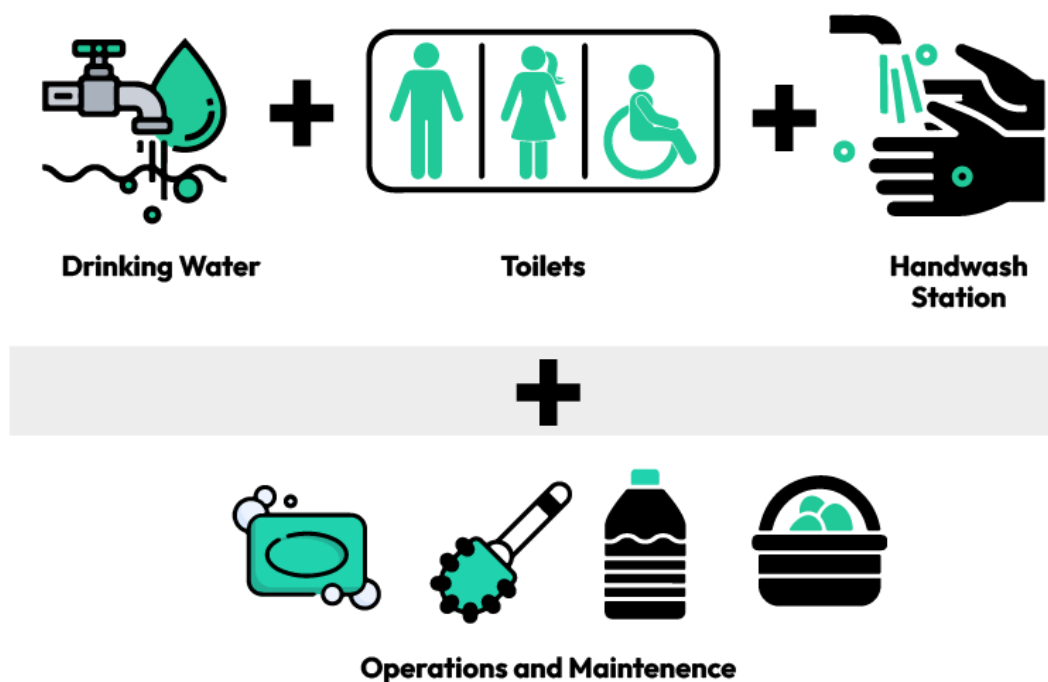 Drinking Water
Toilets
Handwash
Station
Operations and Maintenence